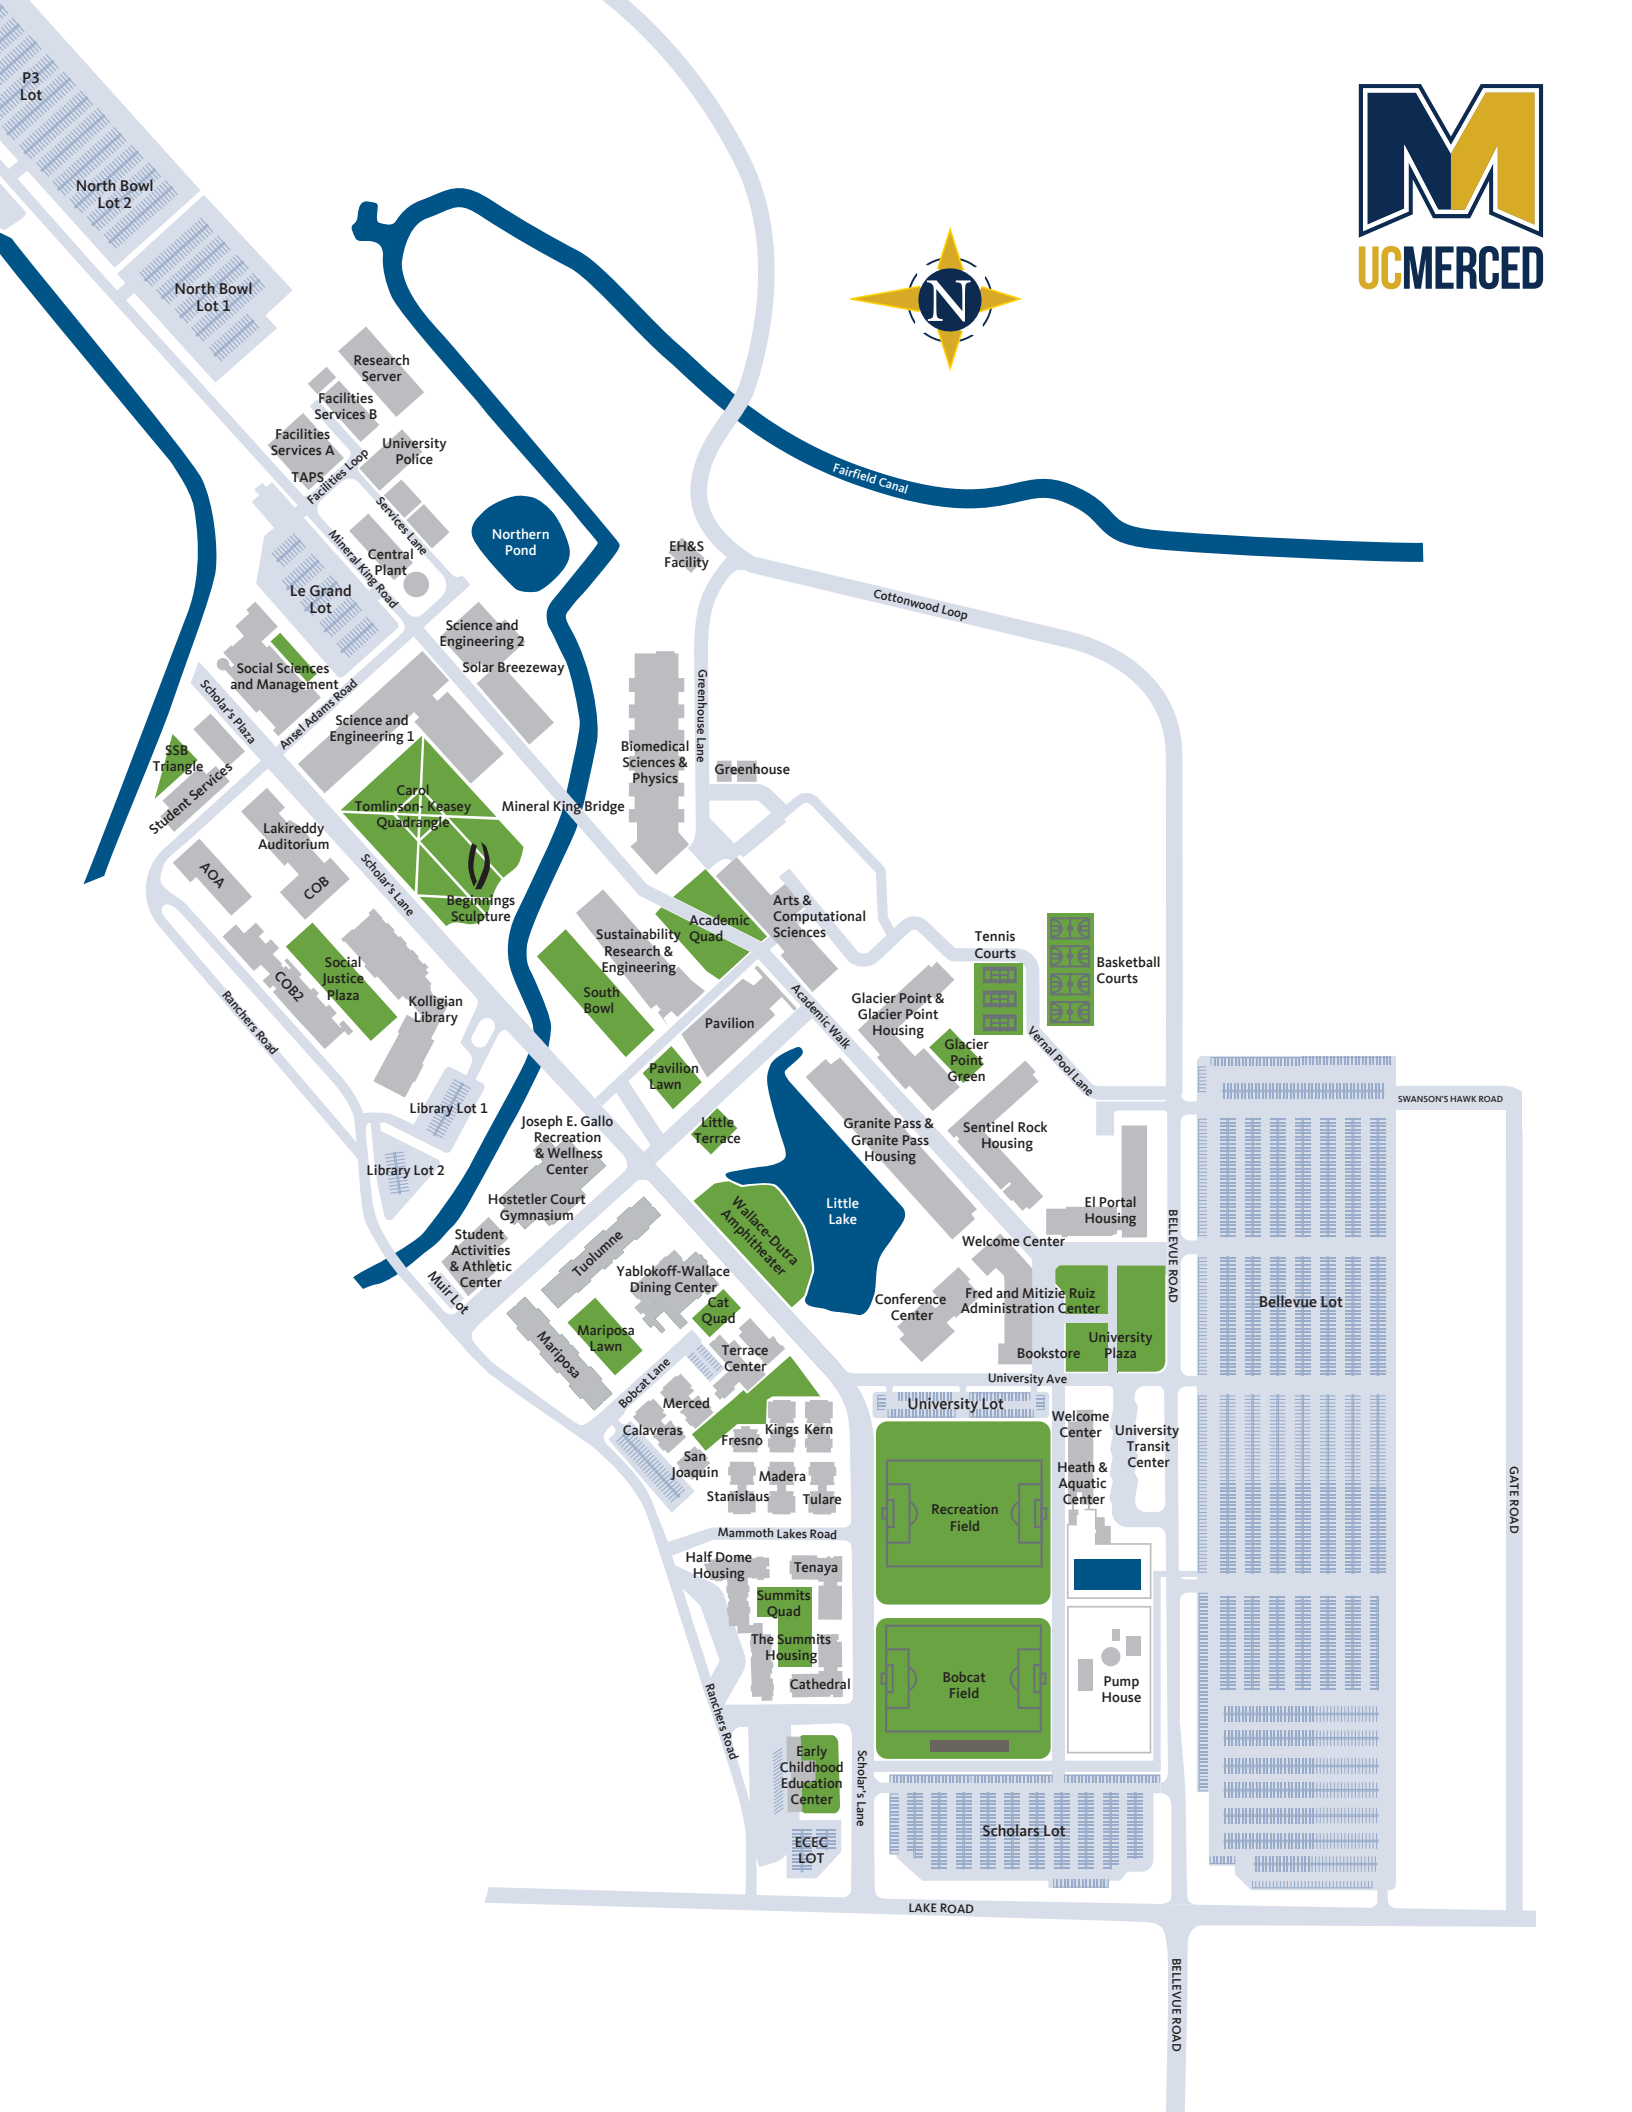 P3
Lot
North Bowl
Lot 2
North Bowl
Lot 1
UCMERCED
N
Research
Server
Facilities
Services B
Facilities
Services A
University
Police
TAPS
Facilities Loop
Services Lane
Mineral King Road
Central
Plant
Northern
Pond
Fairfield Canal
EH&S
Facility
Cottonwood Loop
Le Grand
Lot
Science and
Engineering 2
Solar Breezeway
Social Sciences
and Management
Scholar's Plaza
Ansel Adams Road
Science and
Engineering 1
Greenhouse Lane
SSB
Triangle
Student Services
Biomedical
Sciences &
Physics
Greenhouse
Carol
Tomlinson- Keasey
Quadrangle
Mineral King Bridge
Lakireddy
Auditorium
AOA
COB
Scholar's Lane
Beginnings
Sculpture
Academic
Quad
Arts &
Computational
Sciences
Sustainability
Research &
Engineering
Tennis
Courts
Basketball
Courts
Social
Justice
Plaza
COB2
Kolligian
Library
Ranchers Road
South
Bowl
Pavilion
Academic Walk
Glacier Point &
Glacier Point
Housing
Glacier
Point
Green
Vernal Pool Lane
Pavilion
Lawn
SWANSON'S HAWK ROAD
Library Lot 1
Joseph E. Gallo
Recreation
& Wellness
Center
Little
Terrace
Granite Pass &
Granite Pass
Housing
Sentinel Rock
Housing
Library Lot 2
Hostetler Court
Gymnasium
Wallace-Dutra
Amphitheater
Little
Lake
El Portal
Housing
BELLEVUE ROAD
Student
Activities
& Athletic
Center
Muir Lot
Tuolumne
Yablokoff-Wallace
Dining Center
Welcome Center
Cat
Quad
Conference
Center
Fred and Mitizie Ruiz
Administration Center
Bellevue Lot
Mariposa
Mariposa
Lawn
Terrace
Center
Bookstore
University
Plaza
Bobcat Lane
University Ave
University Lot
Merced
Calaveras
Fresno
Kings
Kern
Welcome
Center
University
Transit
Center
San
Joaquin
Madera
Heath &
Aquatic
Center
Stanislaus
Tulare
Recreation
Field
GATE ROAD
Mammoth Lakes Road
Half Dome
Housing
Tenaya
Summits
Quad
The Summits
Housing
Cathedral
Bobcat
Field
Pump
House
Ranchers Road
Early
Childhood
Education
Center
Scholar's Lane
ECEC
LOT
Scholars Lot
LAKE ROAD
BELLEVUE ROAD